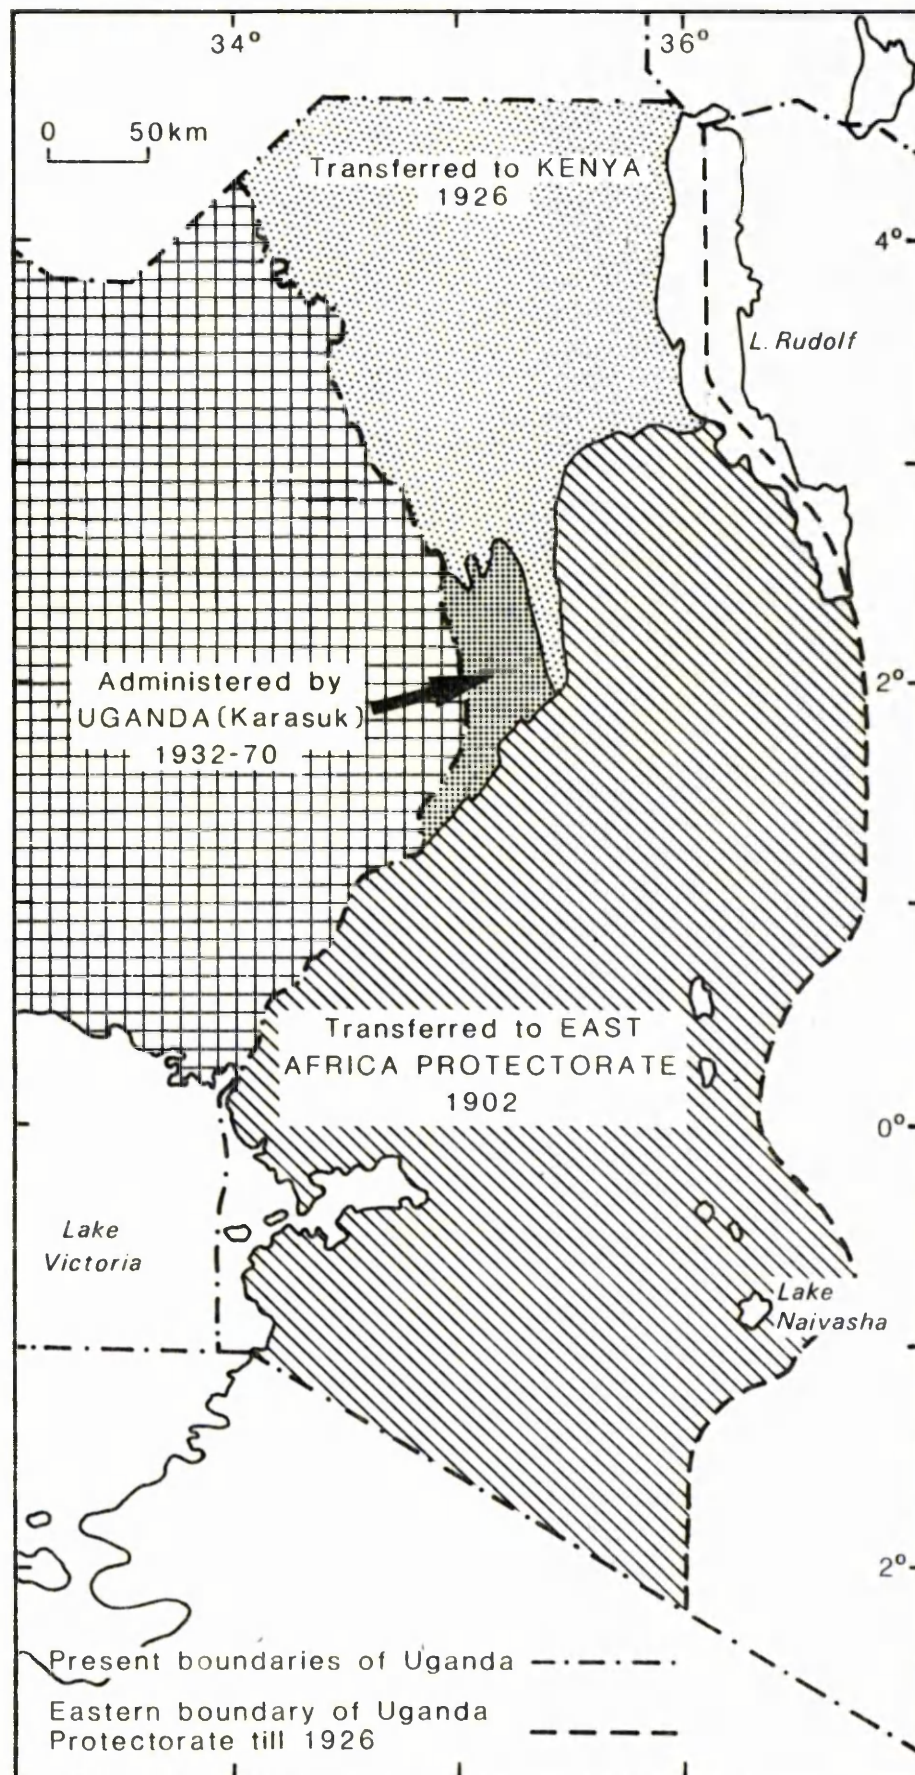 34°
36°
0 50km
Transferred to KENYA
1926
4°
L. Rudolf
Administered by
UGANDA (Karasuk)
1932-70
2°
Transferred to EAST
AFRICA PROTECTORATE
1902
0°
Lake
Victoria
Lake
Naivasha
2°
Present boundaries of Uganda
Eastern boundary of Uganda
Protectorate till 1926